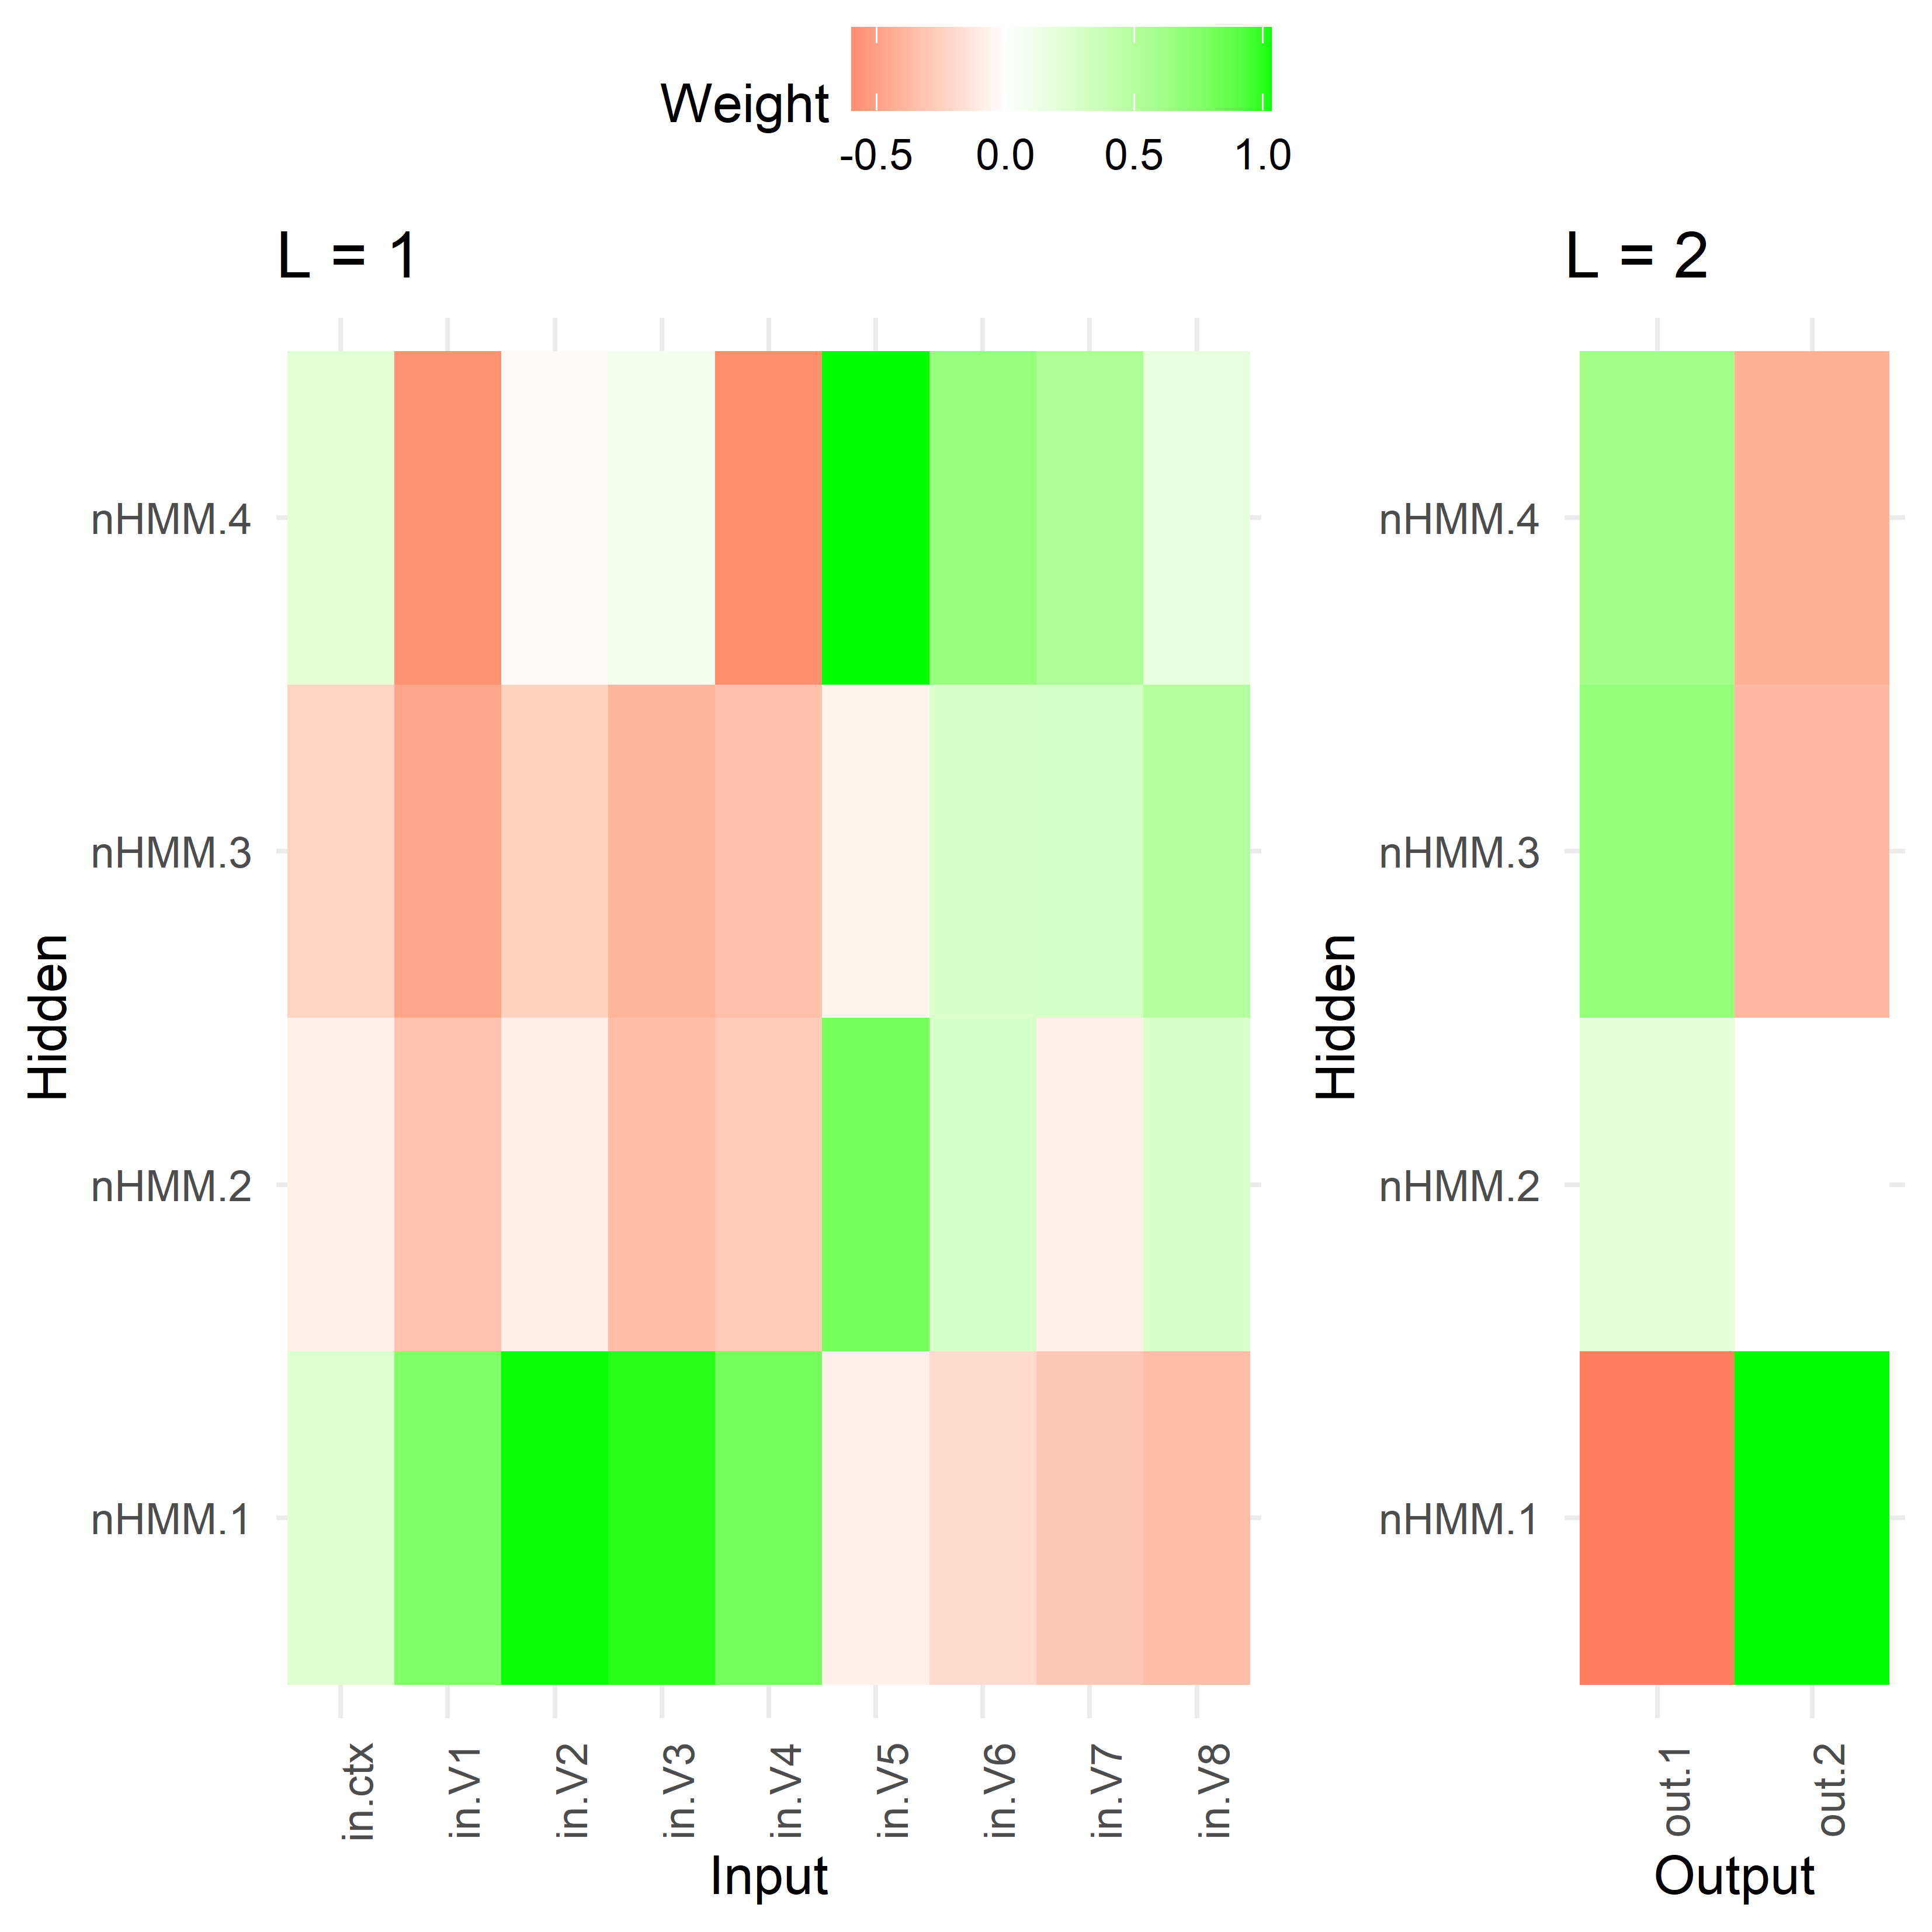 Weight
-0.5 0.0 0.5 1.0
L = 1
L = 2
Hidden
nHMM.4
nHMM.3
nHMM.2
nHMM.1
in.ctx in.V1 in.V2 in.V3 in.V4 in.V5 in.V6 in.V7 in.V8
Input
Hidden
nHMM.4
nHMM.3
nHMM.2
nHMM.1
out.1 out.2
Output